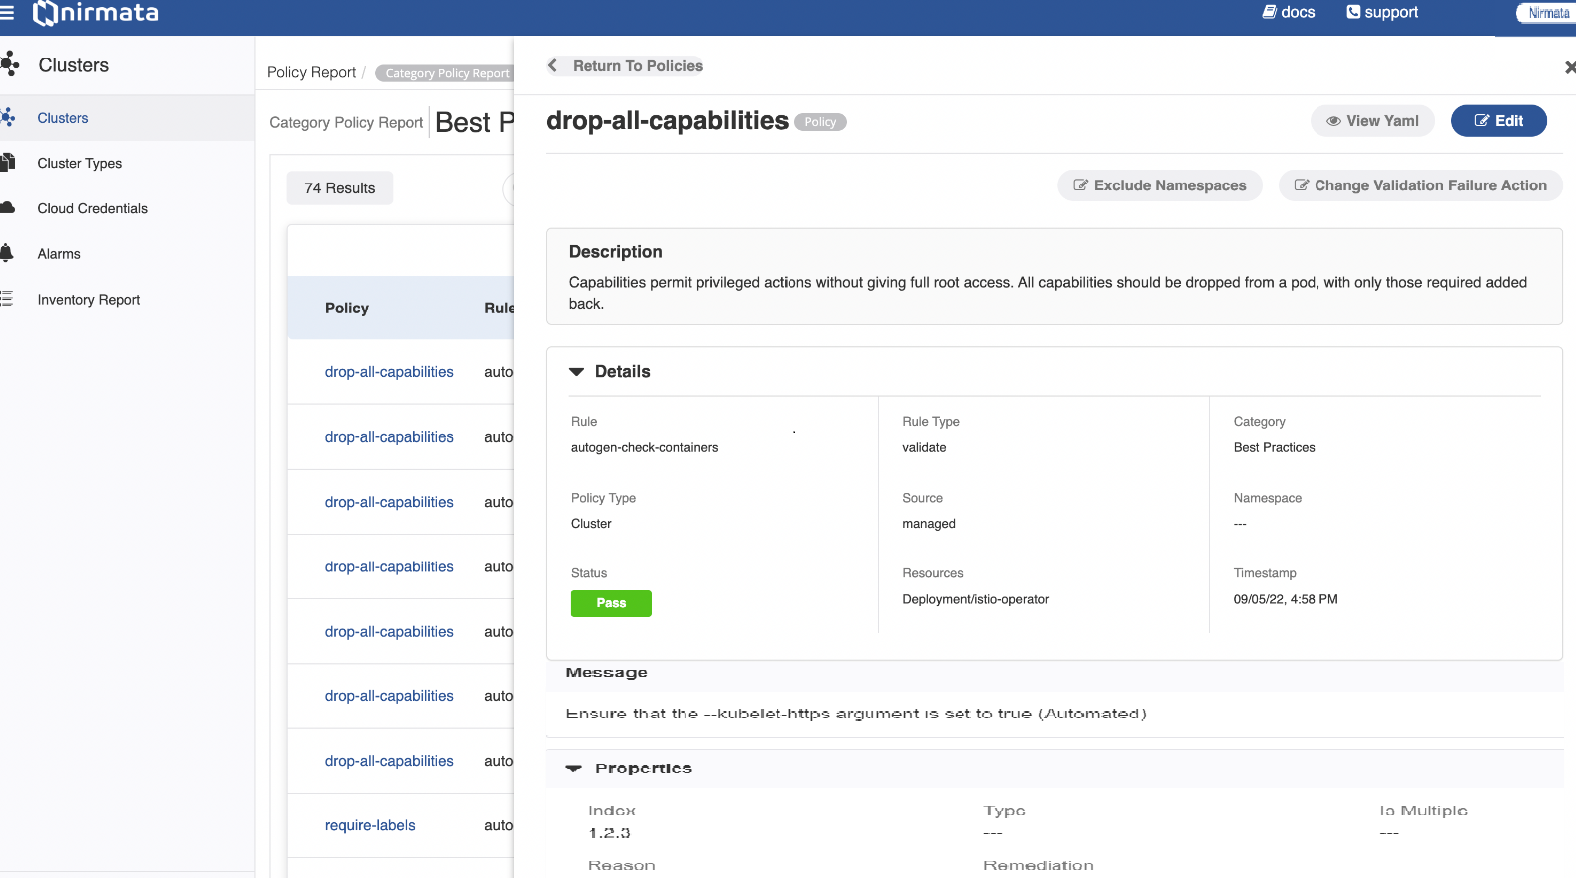 nirmata
docs
support
Nirmata
Clusters
Clusters
Cluster Types
Cloud Credentials
Alarms
Inventory Report
Policy Report / Category Policy Report
Category Policy Report Best P
74 Results
Policy Rule
drop-all-capabilities auto
drop-all-capabilities auto
drop-all-capabilities auto
drop-all-capabilities auto
drop-all-capabilities auto
drop-all-capabilities auto
drop-all-capabilities auto
require-labels auto
Return To Policies
drop-all-capabilities Policy
View Yaml
Edit
Exclude Namespaces
Change Validation Failure Action
Description
Capabilities permit privileged actions without giving full root access. All capabilities should be dropped from a pod, with only those required added
back.
Details
Rule Rule Type Category
autogen-check-containers validate Best Practices
Policy Type Source Namespace
Cluster managed ---
Status Resources Timestamp
Pass Deployment/istio-operator 09/05/22, 4:58 PM
Message
Ensure that the --kubelet-https argument is set to true (Automated)
Properties
Index Type Is Multiple
1.2.3 --- ---
Reason Remediation